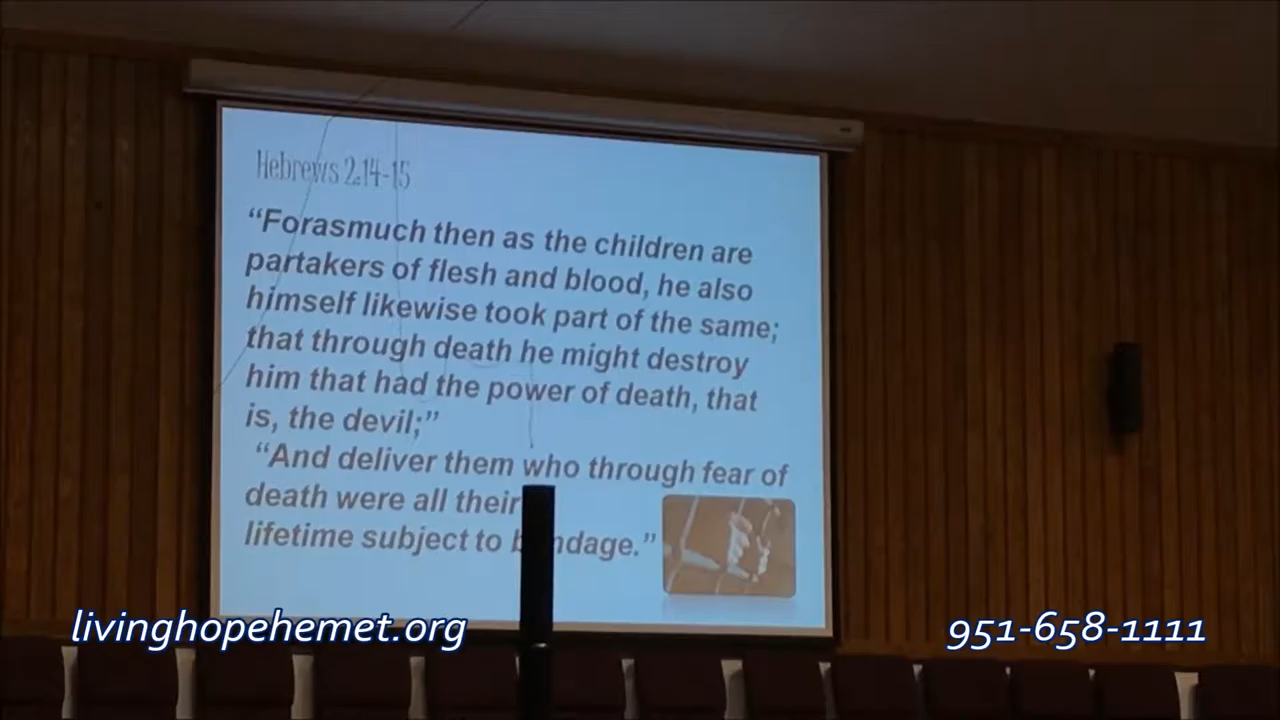 Hebrews 2:14-15
“Forasmuch then as the children are
partakers of flesh and blood, he also
himself likewise took part of the same;
that through death he might destroy
him that had the power of death, that
is, the devil;”
“And deliver them who through fear of
death were all their
lifetime subject to bondage.”
livinghopehemet.org
951-658-1111